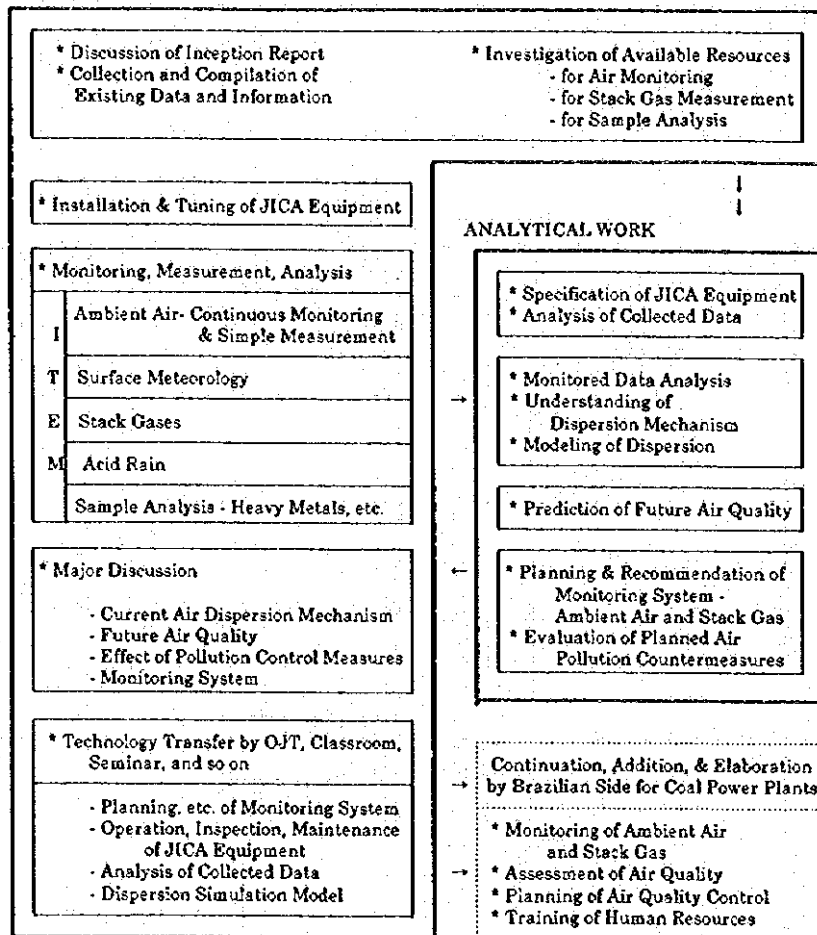 * Discussion of Inception Report
* Collection and Compilation of
Existing Data and Information
* Investigation of Available Resources
- for Air Monitoring
- for Stack Gas Measurement
- for Sample Analysis
* Installation & Tuning of JICA Equipment
* Monitoring, Measurement, Analysis
I T E M
Ambient Air- Continuous Monitoring
& Simple Measurement
Surface Meteorology
Stack Gases
Acid Rain
Sample Analysis - Heavy Metals, etc.
* Major Discussion
- Current Air Dispersion Mechanism
- Future Air Quality
- Effect of Pollution Control Measures
- Monitoring System
* Technology Transfer by OJT, Classroom,
Seminar, and so on
- Planning, etc. of Monitoring System
- Operation, Inspection, Maintenance
of JICA Equipment
- Analysis of Collected Data
- Dispersion Simulation Model
↓
↓
ANALYTICAL WORK
* Specification of JICA Equipment
* Analysis of Collected Data
→
* Monitored Data Analysis
* Understanding of
Dispersion Mechanism
* Modeling of Dispersion
* Prediction of Future Air Quality
←
* Planning & Recommendation of
Monitoring System -
Ambient Air and Stack Gas
* Evaluation of Planned Air
Pollution Countermeasures
Continuation, Addition, & Elaboration
→ by Brazilian Side for Coal Power Plants
* Monitoring of Ambient Air
and Stack Gas
→ * Assessment of Air Quality
* Planning of Air Quality Control
* Training of Human Resources